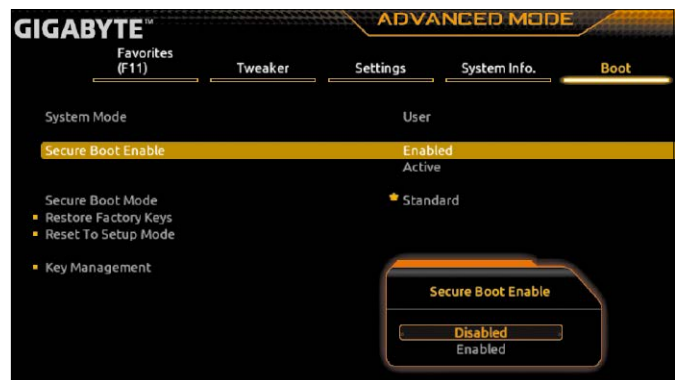 GIGABYTE™
ADVANCED MODE
Favorites
(F11) Tweaker Settings System Info. Boot
System Mode User
Secure Boot Enable Enabled
Active
Secure Boot Mode Standard
Restore Factory Keys
Reset To Setup Mode
Key Management
Secure Boot Enable
Disabled
Enabled